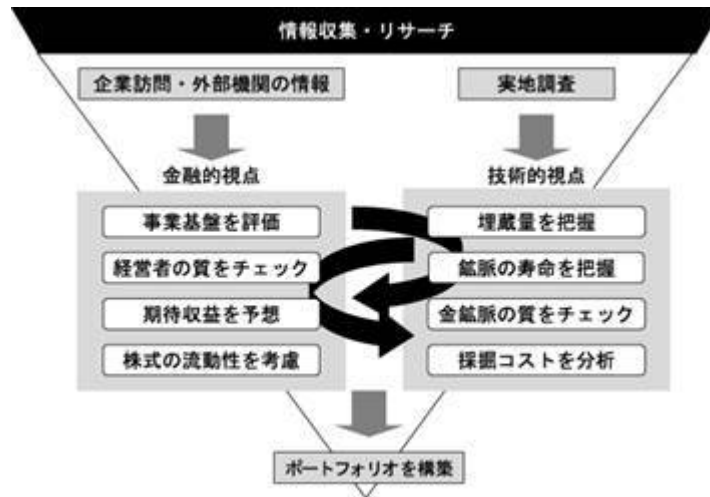 情報収集・リサーチ
企業訪問・外部機関の情報
実地調査
金融的視点
技術的視点
事業基盤を評価
経営者の質をチェック
期待収益を予想
株式の流動性を考慮
埋蔵量を把握
鉱脈の寿命を把握
金鉱脈の質をチェック
採掘コストを分析
ポートフォリオを構築